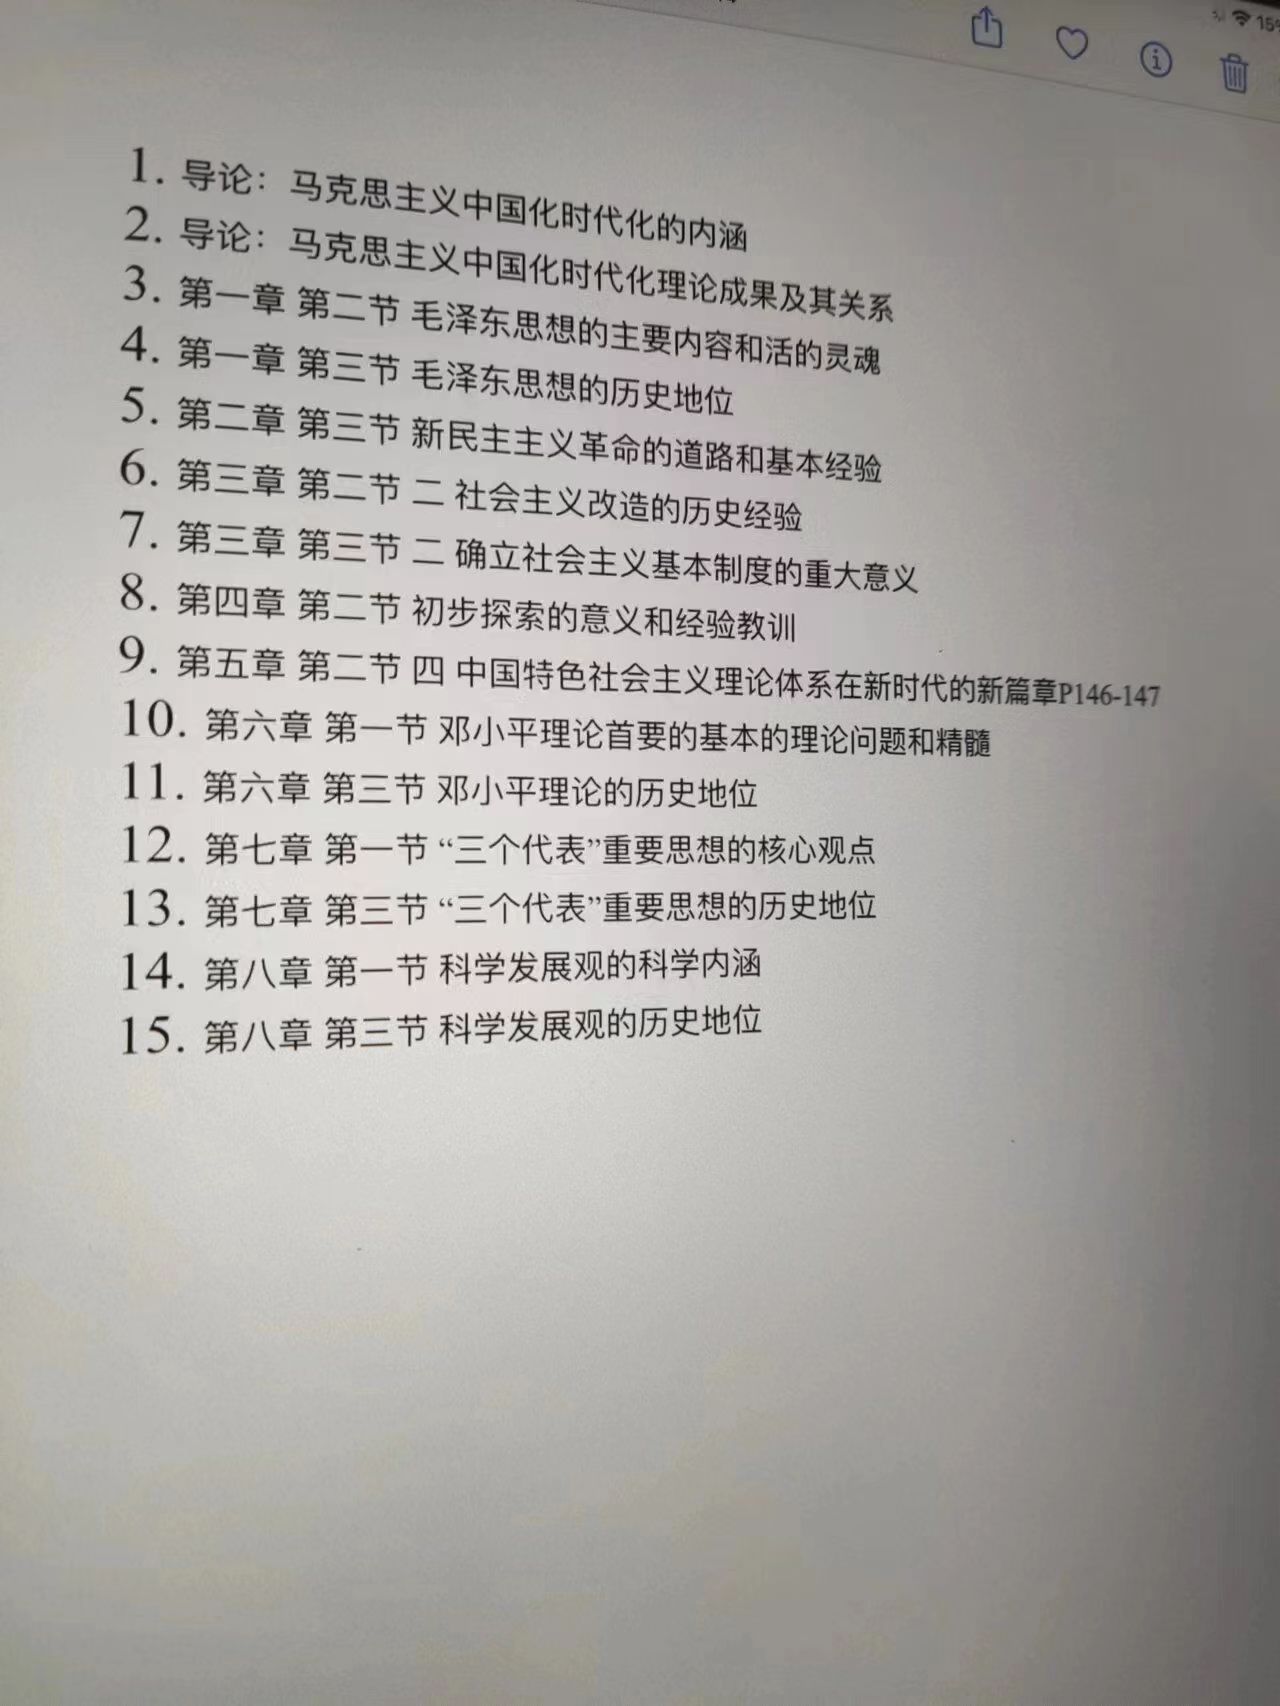 15%
1. 导论：马克思主义中国化时代化的内涵
2. 导论：马克思主义中国化时代化理论成果及其关系
3. 第一章 第二节 毛泽东思想的主要内容和活的灵魂
4. 第一章 第三节 毛泽东思想的历史地位
5. 第二章 第三节 新民主主义革命的道路和基本经验
6. 第三章 第二节 二 社会主义改造的历史经验
7. 第三章 第三节 二 确立社会主义基本制度的重大意义
8. 第四章 第二节 初步探索的意义和经验教训
9. 第五章 第二节 四 中国特色社会主义理论体系在新时代的新篇章P146-147
10. 第六章 第一节 邓小平理论首要的基本的理论问题和精髓
11. 第六章 第三节 邓小平理论的历史地位
12. 第七章 第一节 “三个代表”重要思想的核心观点
13. 第七章 第三节 “三个代表”重要思想的历史地位
14. 第八章 第一节 科学发展观的科学内涵
15. 第八章 第三节 科学发展观的历史地位